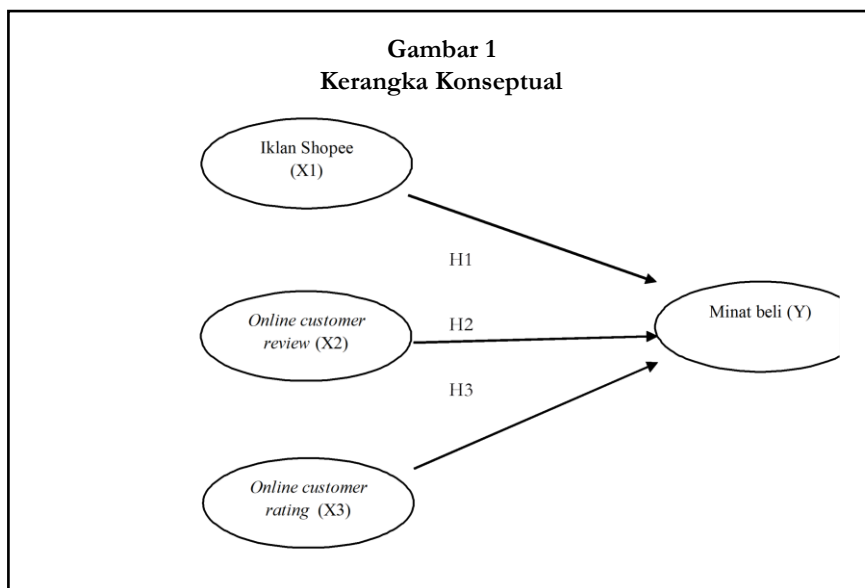 Gambar 1
Kerangka Konseptual
Iklan Shopee
(X1)
H1
Online customer
review (X2)
H2
Minat beli (Y)
H3
Online customer
rating (X3)